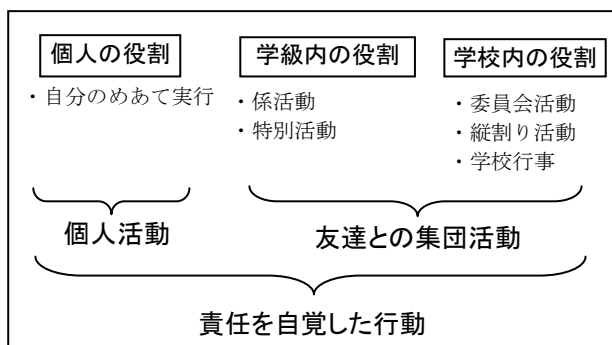 個人の役割
・自分のめあて実行
学級内の役割
・係活動
・特別活動
学校内の役割
・委員会活動
・縦割り活動
・学校行事
個人活動
友達との集団活動
責任を自覚した行動